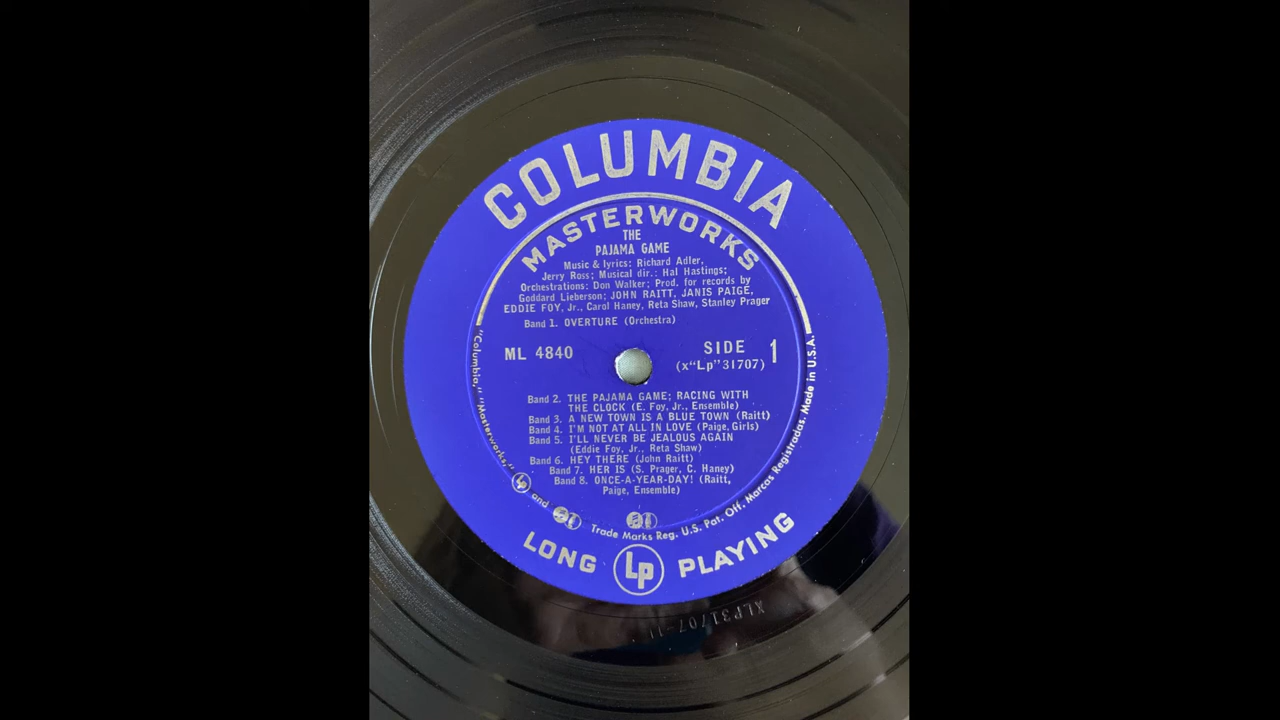 COLUMBIA
MASTERWORKS
THE
PAJAMA GAME
Music & lyrics: Richard Adler,
Jerry Ross; Musical dir.: Hal Hastings;
Orchestrations: Don Walker; Prod. for records by
Goddard Lieberson; JOHN RAITT, JANIS PAIGE,
EDDIE FOY, Jr., Carol Haney, Reta Shaw, Stanley Prager
Band 1. OVERTURE (Orchestra)
ML 4840
SIDE 1
(x"Lp"31707)
Band 2. THE PAJAMA GAME; RACING WITH
THE CLOCK (E. Foy, Jr., Ensemble)
Band 3. A NEW TOWN IS A BLUE TOWN (Raitt)
Band 4. I'M NOT AT ALL IN LOVE (Paige, Girls)
Band 5. I'LL NEVER BE JEALOUS AGAIN
(Eddie Foy, Jr., Reta Shaw)
Band 6. HEY THERE (John Raitt)
Band 7. HER IS (S. Prager, C. Haney)
Band 8. ONCE-A-YEAR-DAY! (Raitt,
Paige, Ensemble)
"Columbia," "Masterworks," Lp and Trade Marks Reg. U.S. Pat. Off. Marcas Registradas. Made in U.S.A.
LONG Lp PLAYING
XLP31707-1